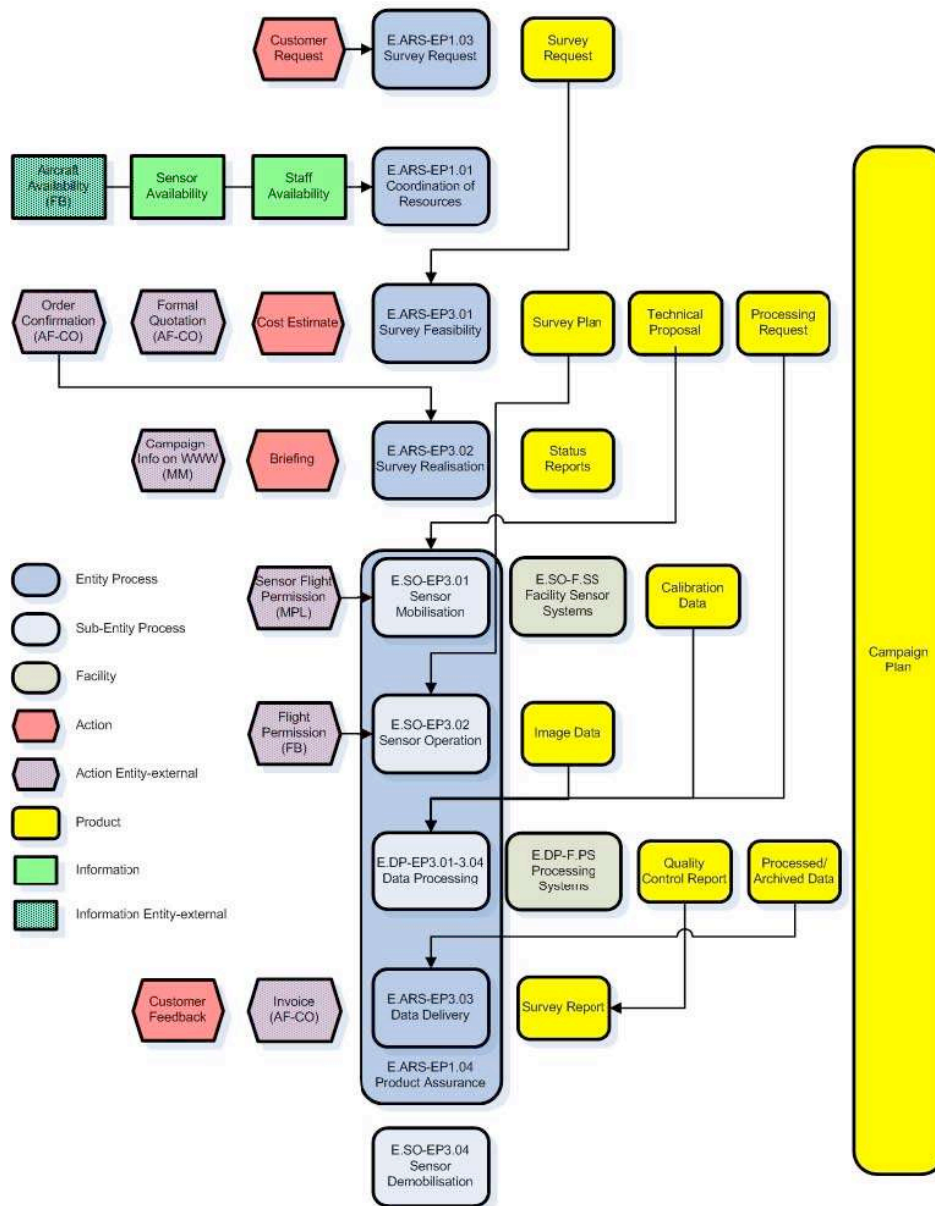 Customer
Request
E.ARS-EP1.03
Survey Request
Survey
Request
Aircraft
Availability
(FB)
Sensor
Availability
Staff
Availability
E.ARS-EP1.01
Coordination of
Resources
Order
Confirmation
(AF-CO)
Formal
Quotation
(AF-CO)
Cost Estimate
E.ARS-EP3.01
Survey Feasibility
Survey Plan
Technical
Proposal
Processing
Request
Campaign
Info on WWW
(MM)
Briefing
E.ARS-EP3.02
Survey Realisation
Status
Reports
Sensor Flight
Permission
(MPL)
E.SO-EP3.01
Sensor
Mobilisation
E.SO-F.SS
Facility Sensor
Systems
Calibration
Data
Campaign
Plan
Flight
Permission
(FB)
E.SO-EP3.02
Sensor Operation
Image Data
E.DP-EP3.01-3.04
Data Processing
E.DP-F.PS
Processing
Systems
Quality
Control Report
Processed/
Archived Data
Entity Process
Sub-Entity Process
Facility
Action
Action Entity-external
Product
Information
Information Entity-external
Customer
Feedback
Invoice
(AF-CO)
E.ARS-EP3.03
Data Delivery
Survey Report
E.ARS-EP1.04
Product Assurance
E.SO-EP3.04
Sensor
Demobilisation